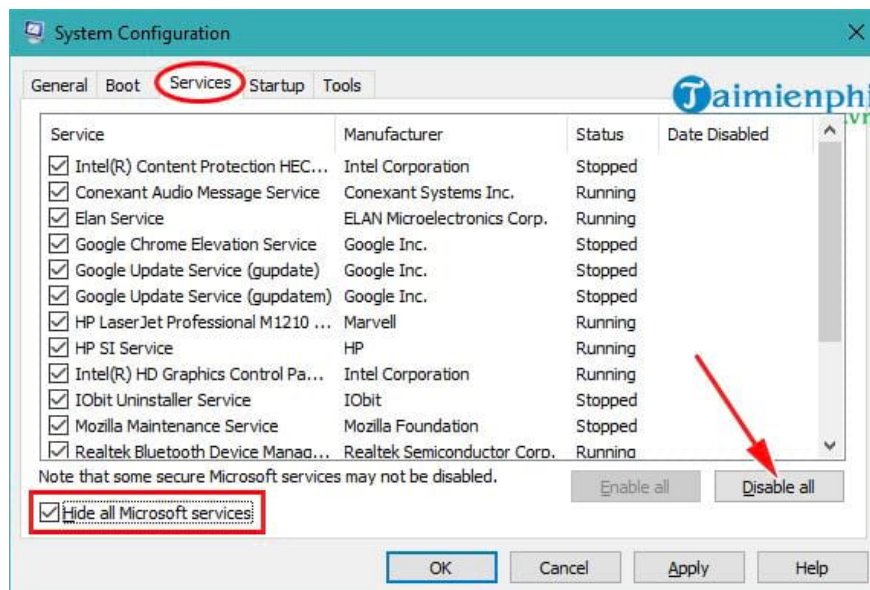 System Configuration
General Boot Services Startup Tools
Taimienphi
.vn
Service Manufacturer Status Date Disabled
Intel(R) Content Protection HEC... Intel Corporation Stopped
Conexant Audio Message Service Conexant Systems Inc. Running
Elan Service ELAN Microelectronics Corp. Running
Google Chrome Elevation Service Google Inc. Stopped
Google Update Service (gupdate) Google Inc. Stopped
Google Update Service (gupdatem) Google Inc. Stopped
HP LaserJet Professional M1210 ... Marvell Running
HP SI Service HP Running
Intel(R) HD Graphics Control Pa... Intel Corporation Running
IObit Uninstaller Service IObit Stopped
Mozilla Maintenance Service Mozilla Foundation Stopped
Realtek Bluetooth Device Manag... Realtek Semiconductor Corp. Running
Note that some secure Microsoft services may not be disabled.
Enable all Disable all
Hide all Microsoft services
OK Cancel Apply Help